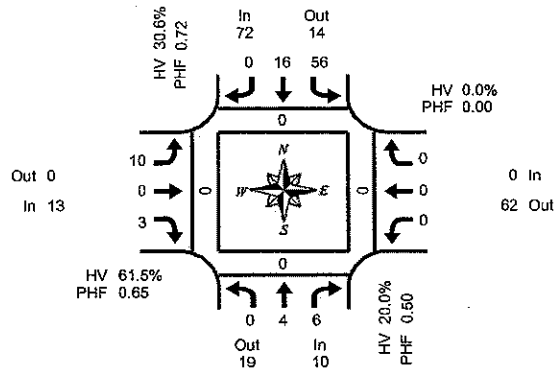 HV 30.6%
PHF 0.72
In
72
Out
14
0 16 56
HV 0.0%
PHF 0.00
0
Out 0
In 13
10
0
3
0
N
W E
S
0
0
0
0
0 In
62 Out
HV 61.5%
PHF 0.65
0
0 4 6
Out
19
In
10
HV 20.0%
PHF 0.50